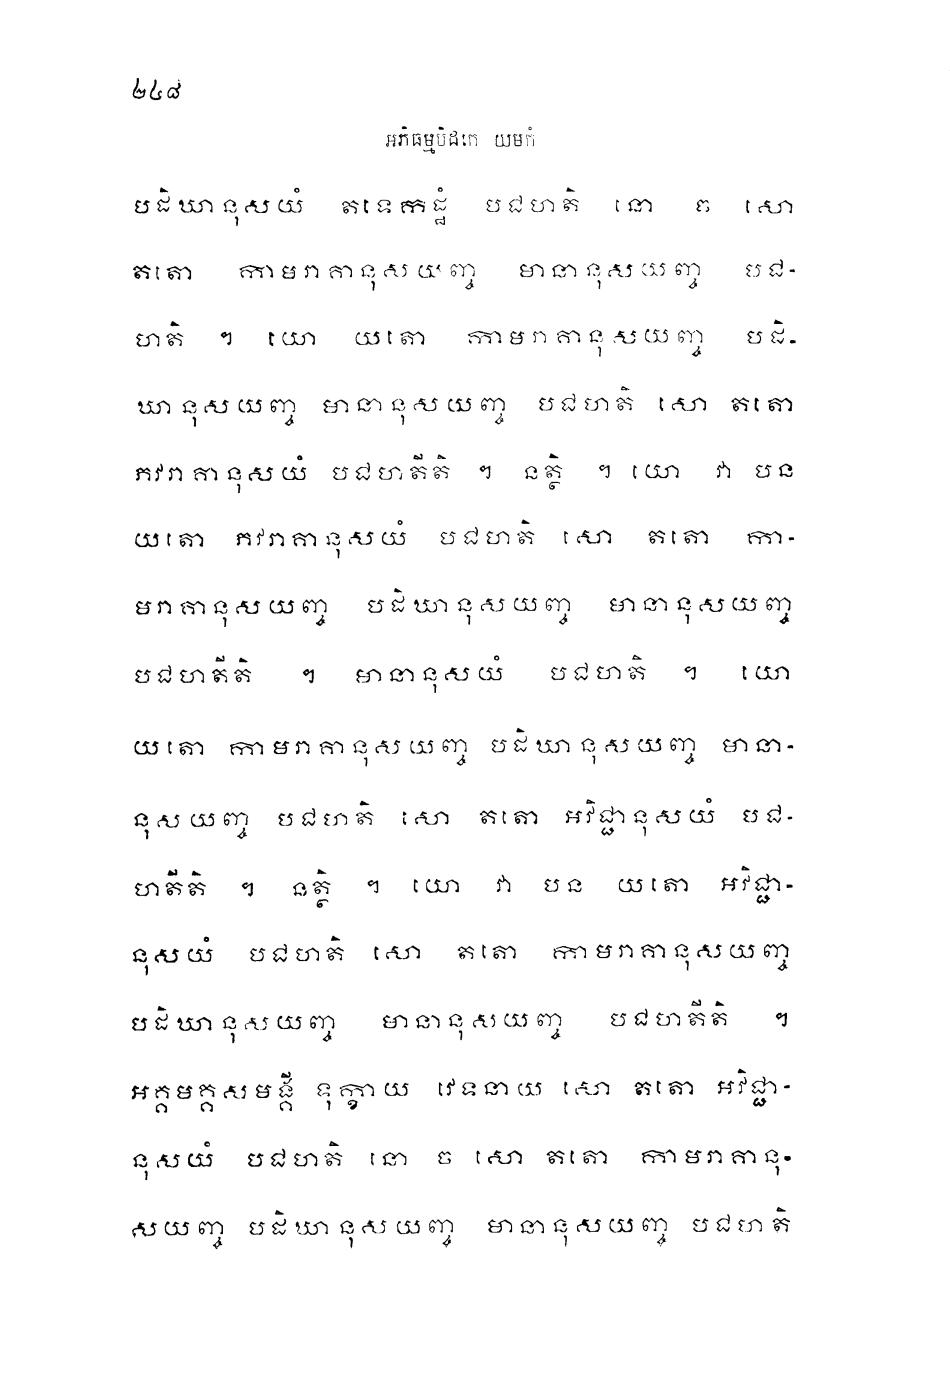 ២៤៨
អភិធម្មបិដកេ យមកំ
បដិឃានុសយំ តទេកដ្ឋំ បជហតិ នោ ច សោ
តតោ កាមរាគានុសយញ្ច មានានុសយញ្ច បជ-
ហតិ ។ យោ យតោ កាមរាគានុសយញ្ច បដិ-
ឃានុសយញ្ច មានានុសយញ្ច បជហតិ សោ តតោ
ភវរាគានុសយំ បជហតីតិ ។ នត្ថិ ។ យោ វា បន
យតោ ភវរាគានុសយំ បជហតិ សោ តតោ កា-
មរាគានុសយញ្ច បដិឃានុសយញ្ច មានានុសយញ្ច
បជហតីតិ ។ មានានុសយំ បជហតិ ។ យោ
យតោ កាមរាគានុសយញ្ច បដិឃានុសយញ្ច មានា-
នុសយញ្ច បជហតិ សោ តតោ អវិជ្ជានុសយំ បជ-
ហតីតិ ។ នត្ថិ ។ យោ វា បន យតោ អវិជ្ជា-
នុសយំ បជហតិ សោ តតោ កាមរាគានុសយញ្ច
បដិឃានុសយញ្ច មានានុសយញ្ច បជហតីតិ ។
អគ្គមគ្គសមង្គី ទុក្ខាយ វេទនាយ សោ តតោ អវិជ្ជា-
នុសយំ បជហតិ នោ ច សោ តតោ កាមរាគានុ-
សយញ្ច បដិឃានុសយញ្ច មានានុសយញ្ច បជហតិ